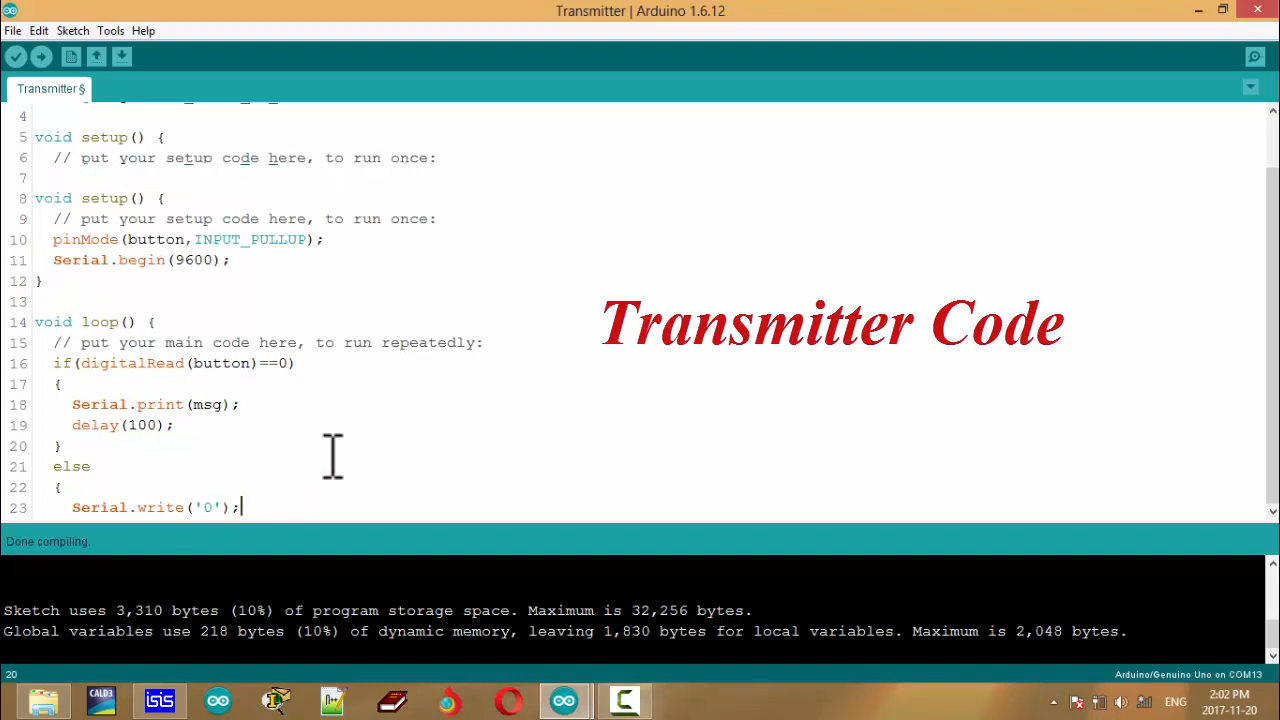 Transmitter | Arduino 1.6.12
File Edit Sketch Tools Help
Transmitter §
4
5 void setup() {
6 // put your setup code here, to run once:
7
8 void setup() {
9 // put your setup code here, to run once:
10 pinMode(button,INPUT_PULLUP);
11 Serial.begin(9600);
12 }
13
14 void loop() {
15 // put your main code here, to run repeatedly:
16 if(digitalRead(button)==0)
17 {
18 Serial.print(msg);
19 delay(100);
20 }
21 else
22 {
23 Serial.write('0');
Transmitter Code
Done compiling.
Sketch uses 3,310 bytes (10%) of program storage space. Maximum is 32,256 bytes.
Global variables use 218 bytes (10%) of dynamic memory, leaving 1,830 bytes for local variables. Maximum is 2,048 bytes.
20 Arduino/Genuino Uno on COM13
CALD3 isis ENG 2:02 PM
2017-11-20